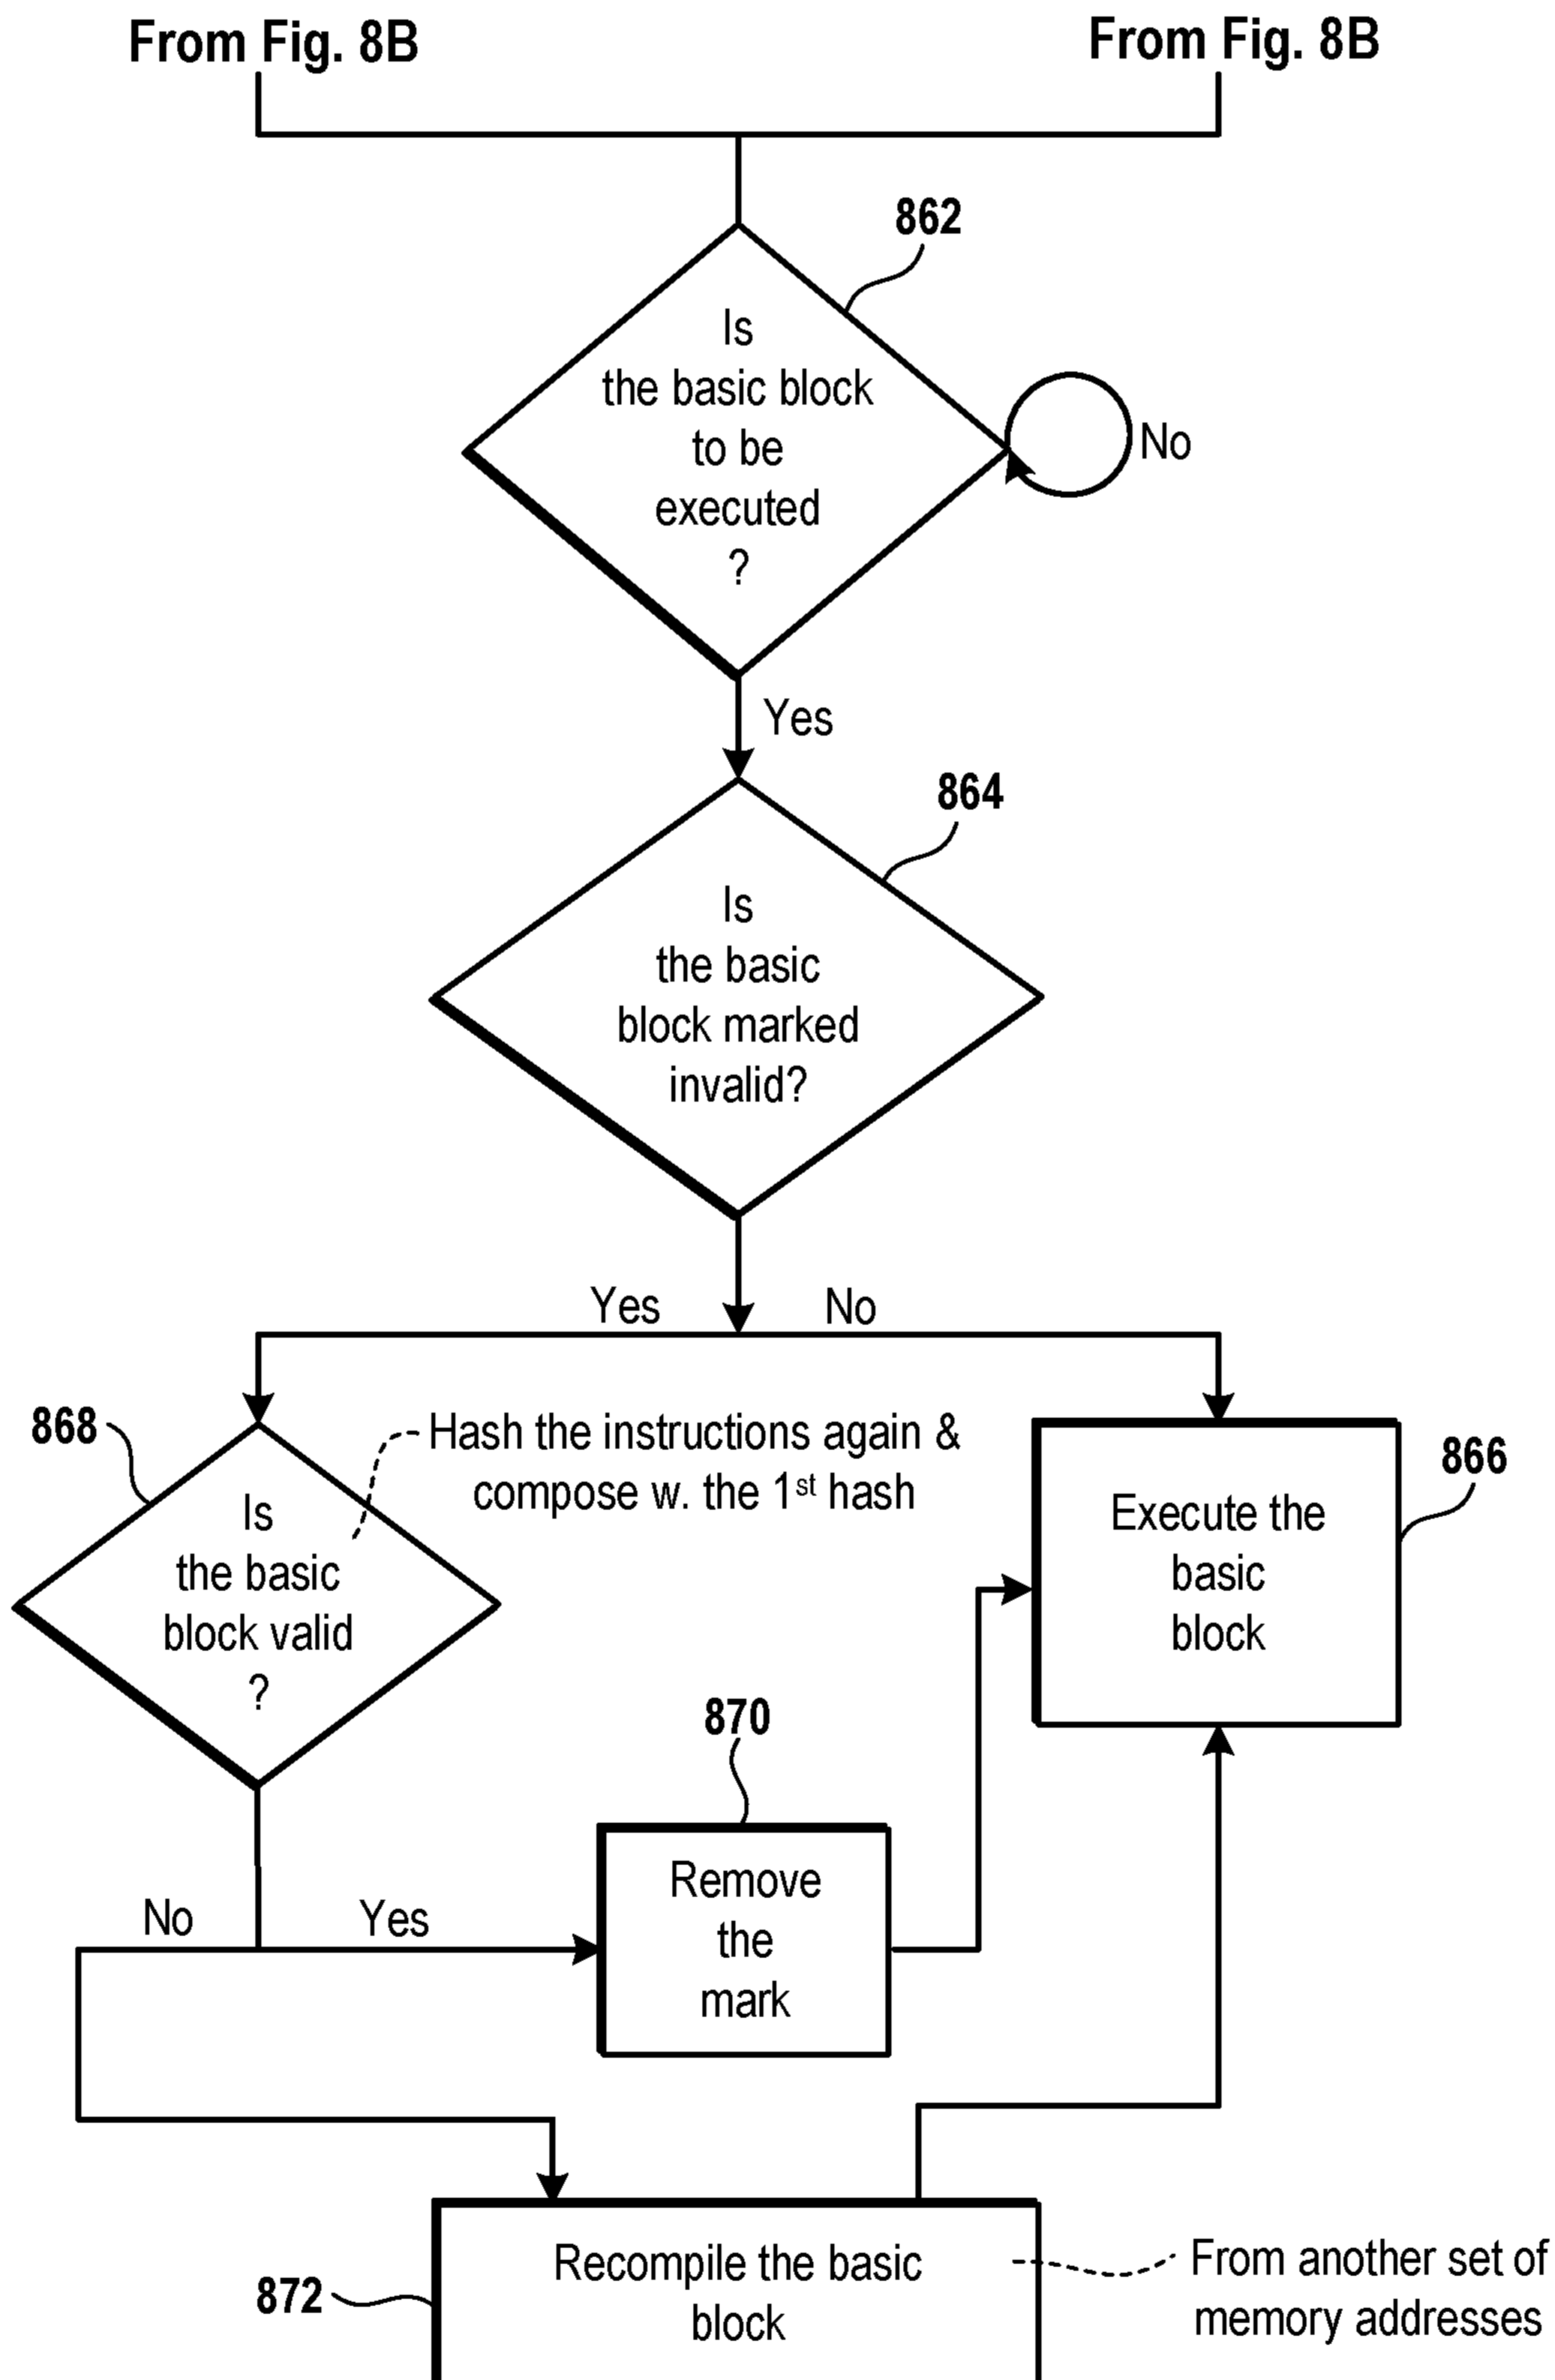 From Fig. 8B
From Fig. 8B
862
Is
the basic block
to be
executed
?
No
Yes
864
Is
the basic
block marked
invalid?
Yes
No
868
Hash the instructions again &
compose w. the 1st hash
Is
the basic
block valid
?
866
Execute the
basic
block
870
Remove
the
mark
No
Yes
872
Recompile the basic
block
From another set of
memory addresses